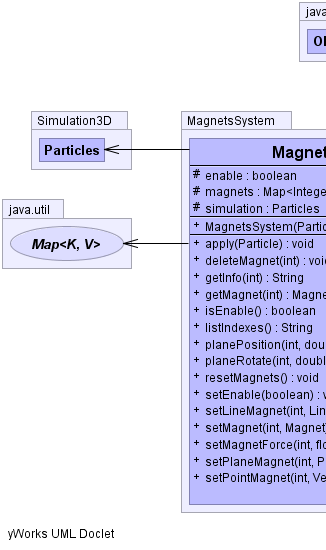 java
Ob
Simulation3D
Particles
java.util
Map<K, V>
MagnetsSystem
Magnet
# enable : boolean
# magnets : Map<Intege
# simulation : Particles
+ MagnetsSystem(Partic
+ apply(Particle) : void
+ deleteMagnet(int) : voi
+ getInfo(int) : String
+ getMagnet(int) : Magne
+ isEnable() : boolean
+ listIndexes() : String
+ planePosition(int, dou
+ planeRotate(int, double
+ resetMagnets() : void
+ setEnable(boolean) : v
+ setLineMagnet(int, Lin
+ setMagnet(int, Magnet)
+ setMagnetForce(int, flo
+ setPlaneMagnet(int, P
+ setPointMagnet(int, Ve
yWorks UML Doclet